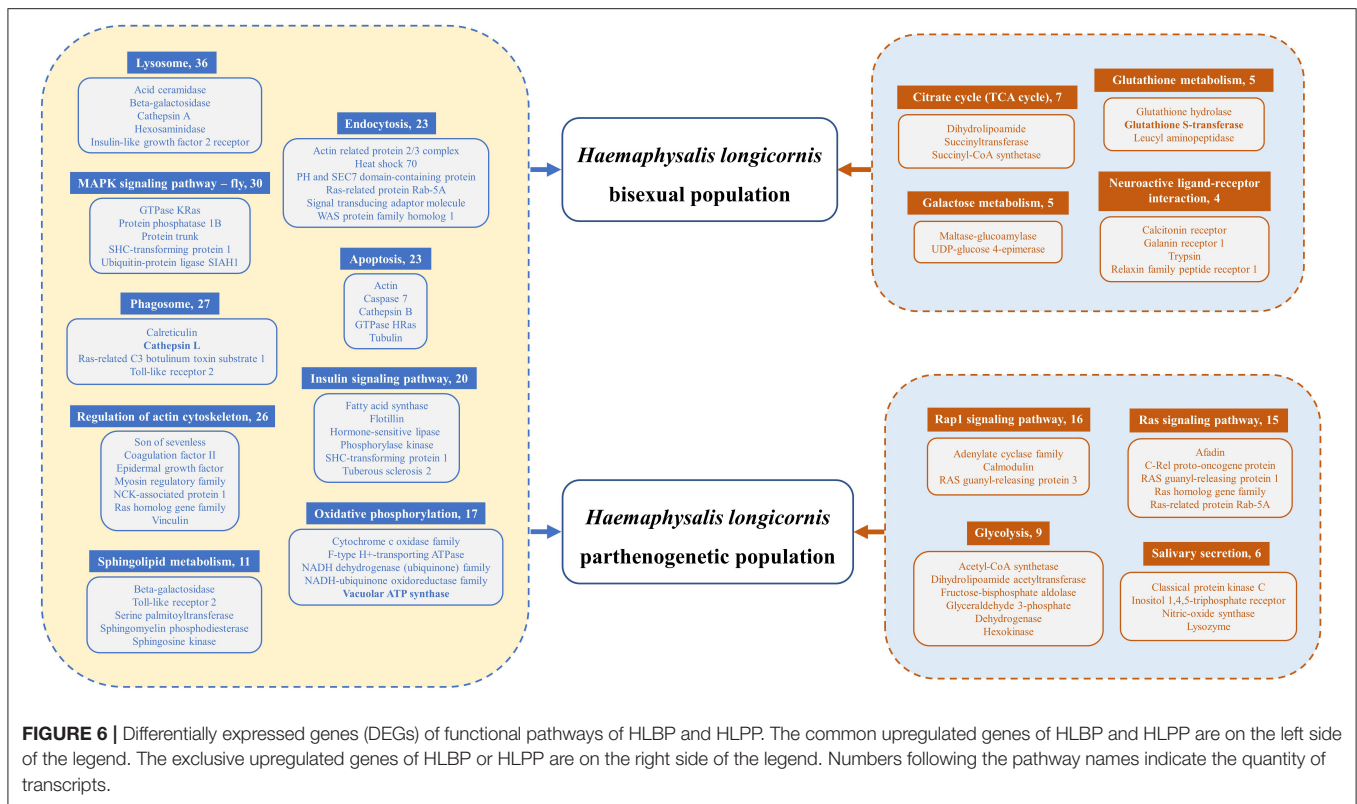 Lysosome, 36
Acid ceramidase
Beta-galactosidase
Cathepsin A
Hexosaminidase
Insulin-like growth factor 2 receptor
MAPK signaling pathway – fly, 30
GTPase KRas
Protein phosphatase 1B
Protein trunk
SHC-transforming protein 1
Ubiquitin-protein ligase SIAH1
Phagosome, 27
Calreticulin
Cathepsin L
Ras-related C3 botulinum toxin substrate 1
Toll-like receptor 2
Regulation of actin cytoskeleton, 26
Son of sevenless
Coagulation factor II
Epidermal growth factor
Myosin regulatory family
NCK-associated protein 1
Ras homolog gene family
Vinculin
Sphingolipid metabolism, 11
Beta-galactosidase
Toll-like receptor 2
Serine palmitoyltransferase
Sphingomyelin phosphodiesterase
Sphingosine kinase
Endocytosis, 23
Actin related protein 2/3 complex
Heat shock 70
PH and SEC7 domain-containing protein
Ras-related protein Rab-5A
Signal transducing adaptor molecule
WAS protein family homolog 1
Apoptosis, 23
Actin
Caspase 7
Cathepsin B
GTPase HRas
Tubulin
Insulin signaling pathway, 20
Fatty acid synthase
Flotillin
Hormone-sensitive lipase
Phosphorylase kinase
SHC-transforming protein 1
Tuberous sclerosis 2
Oxidative phosphorylation, 17
Cytochrome c oxidase family
F-type H+-transporting ATPase
NADH dehydrogenase (ubiquinone) family
NADH-ubiquinone oxidoreductase family
Vacuolar ATP synthase
Haemaphysalis longicornis
bisexual population
Haemaphysalis longicornis
parthenogenetic population
Citrate cycle (TCA cycle), 7
Dihydrolipoamide
Succinyltransferase
Succinyl-CoA synthetase
Galactose metabolism, 5
Maltase-glucoamylase
UDP-glucose 4-epimerase
Glutathione metabolism, 5
Glutathione hydrolase
Glutathione S-transferase
Leucyl aminopeptidase
Neuroactive ligand-receptor
interaction, 4
Calcitonin receptor
Galanin receptor 1
Trypsin
Relaxin family peptide receptor 1
Rap1 signaling pathway, 16
Adenylate cyclase family
Calmodulin
RAS guanyl-releasing protein 3
Glycolysis, 9
Acetyl-CoA synthetase
Dihydrolipoamide acetyltransferase
Fructose-bisphosphate aldolase
Glyceraldehyde 3-phosphate
Dehydrogenase
Hexokinase
Ras signaling pathway, 15
Afadin
C-Rel proto-oncogene protein
RAS guanyl-releasing protein 1
Ras homolog gene family
Ras-related protein Rab-5A
Salivary secretion, 6
Classical protein kinase C
Inositol 1,4,5-triphosphate receptor
Nitric-oxide synthase
Lysozyme
FIGURE 6 | Differentially expressed genes (DEGs) of functional pathways of HLBP and HLPP. The common upregulated genes of HLBP and HLPP are on the left side
of the legend. The exclusive upregulated genes of HLBP or HLPP are on the right side of the legend. Numbers following the pathway names indicate the quantity of
transcripts.